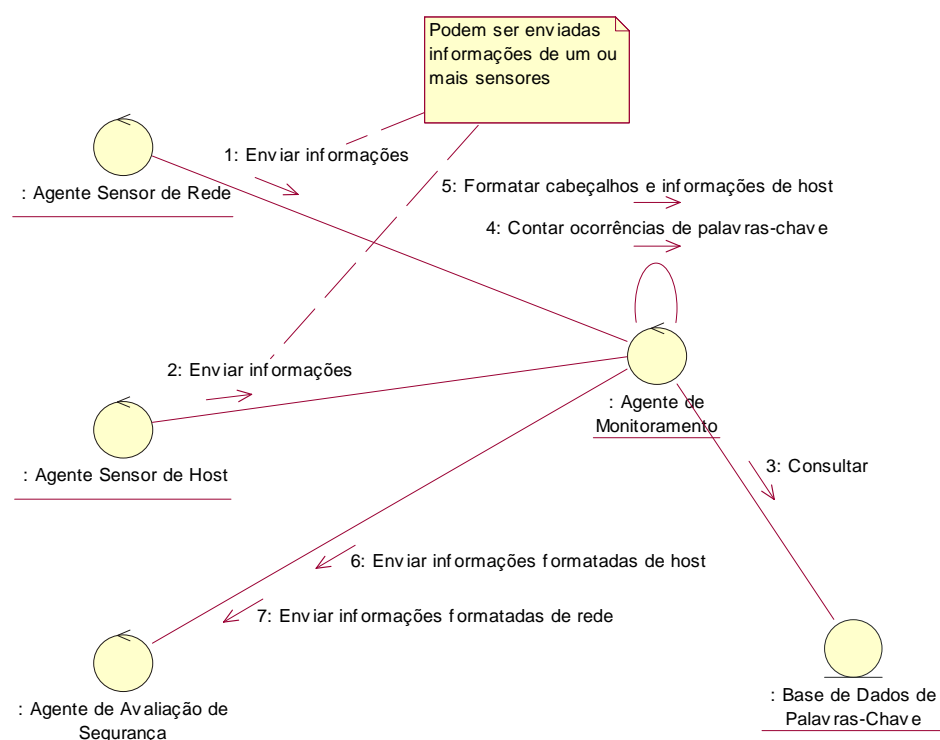 Podem ser enviadas
informações de um ou
mais sensores
1: Enviar informações
: Agente Sensor de Rede
5: Formatar cabeçalhos e informações de host
4: Contar ocorrências de palavras-chave
2: Enviar informações
: Agente de
Monitoramento
: Agente Sensor de Host
3: Consultar
6: Enviar informações formatadas de host
7: Enviar informações formatadas de rede
: Agente de Avaliação de
Segurança
: Base de Dados de
Palavras-Chave